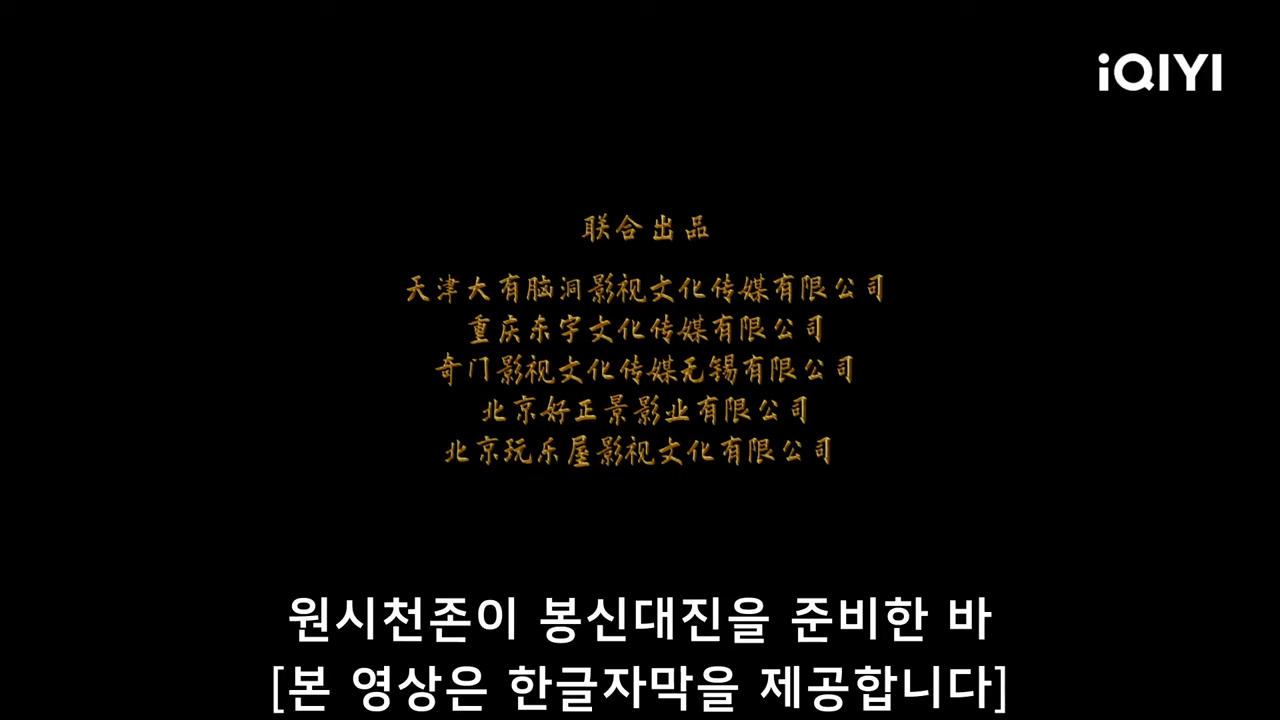 iQIYI
联合出品
天津大有脑洞影视文化传媒有限公司
重庆东字文化传媒有限公司
奇门影视文化传媒无锡有限公司
北京好正景影业有限公司
北京玩乐屋影视文化有限公司
원시천존이 봉신대진을 준비한 바
[본 영상은 한글자막을 제공합니다]